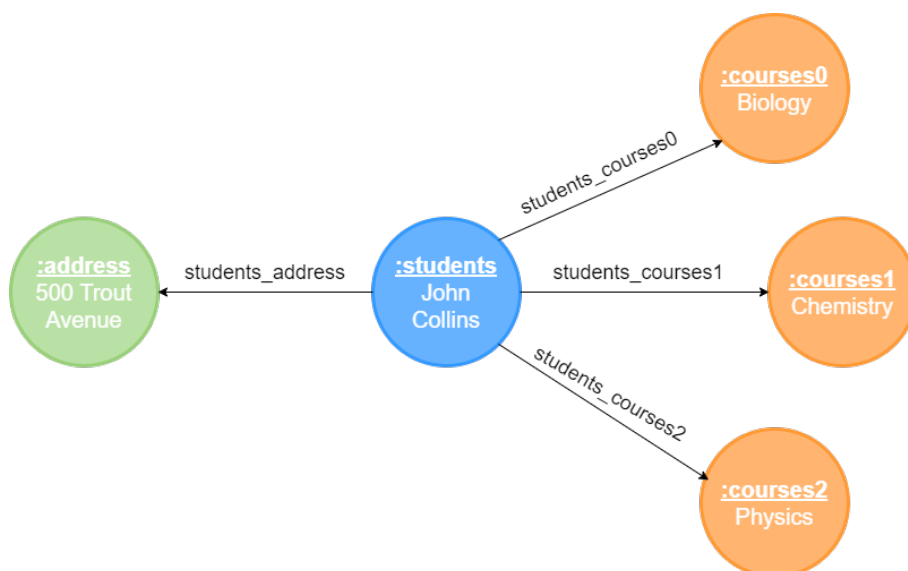 :courses0
Biology
students_courses0
:address
500 Trout
Avenue
students_address
:students
John
Collins
students_courses1
:courses1
Chemistry
students_courses2
:courses2
Physics